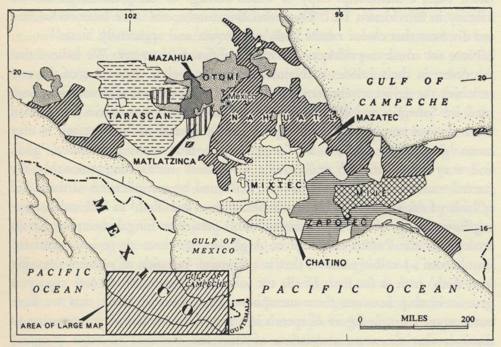 102
96
20
20
16
MAZAHUA
OTOMI
GULF OF
CAMPECHE
TARASCAN
NAHUATL
MAZATEC
MATLATZINCA
MIXTEC
MIJE
ZAPOTEC
CHATINO
PACIFIC OCEAN
MEXICO
GULF OF
MEXICO
GULF OF
CAMPECHE
PACIFIC
OCEAN
GUATEMALA
AREA OF LARGE MAP
MILES
0 200